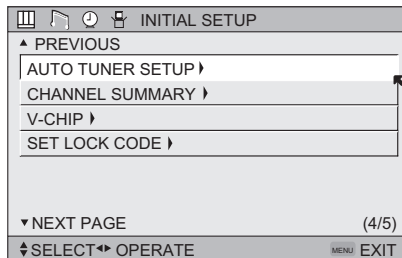 INITIAL SETUP
▲ PREVIOUS
AUTO TUNER SETUP
CHANNEL SUMMARY
V-CHIP
SET LOCK CODE
▼NEXT PAGE (4/5)
SELECT OPERATE MENU EXIT